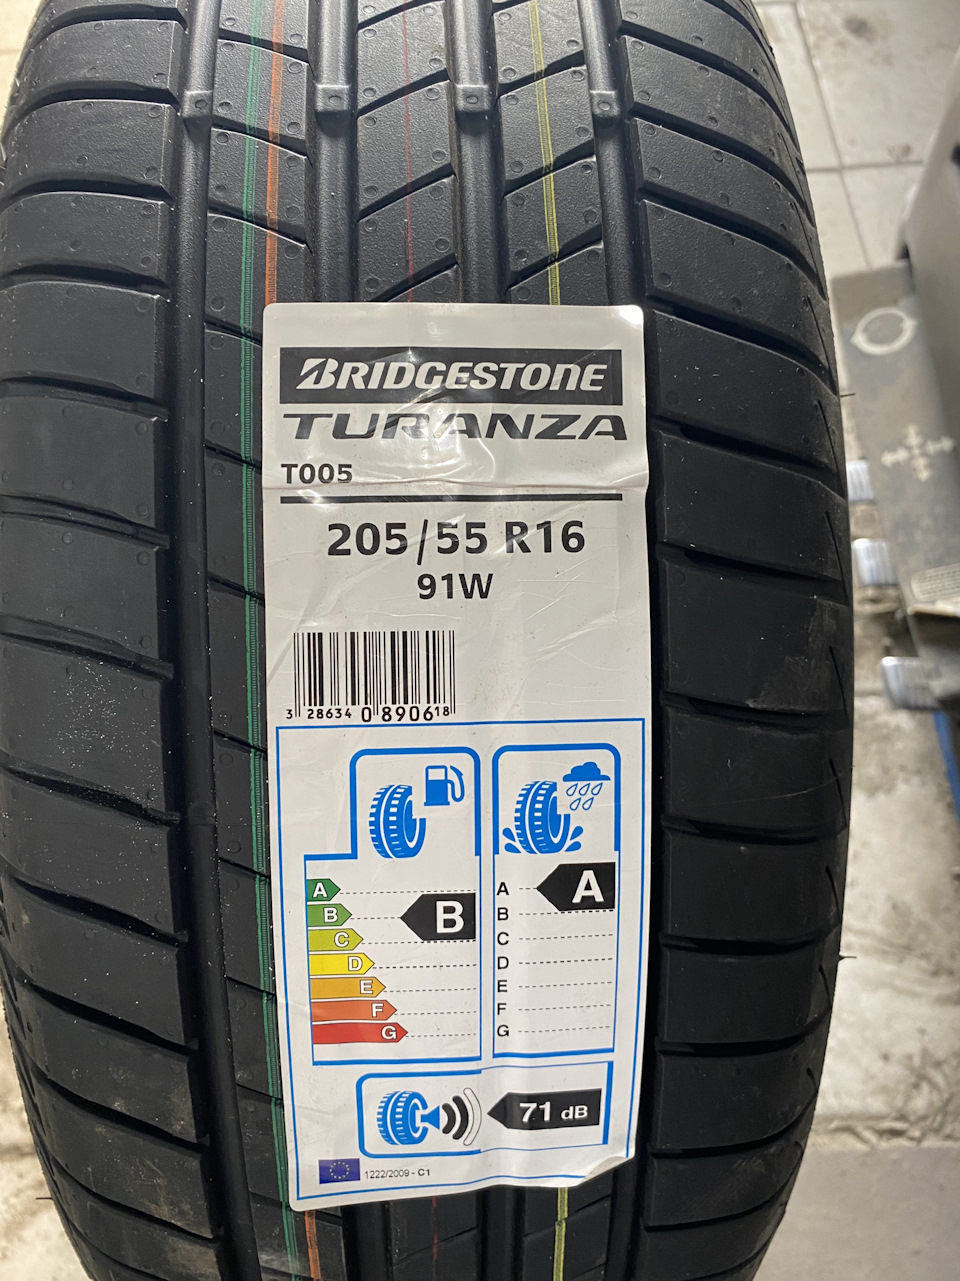 BRIDGESTONE
TURANZA
T005
205/55 R16
91W
3 286340 890618
A
B
C
D
E
F
G
B
A
B
C
D
E
F
G
A
71 dB
1222/2009 - C1